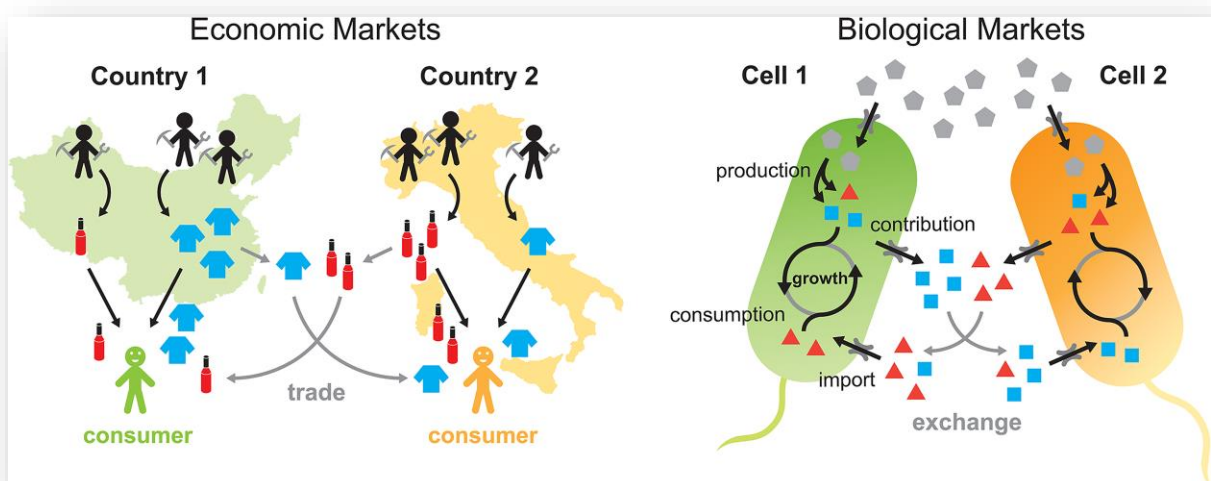 Economic Markets
Country 1
Country 2
trade
consumer
consumer
Biological Markets
Cell 1
Cell 2
production
contribution
growth
consumption
import
exchange